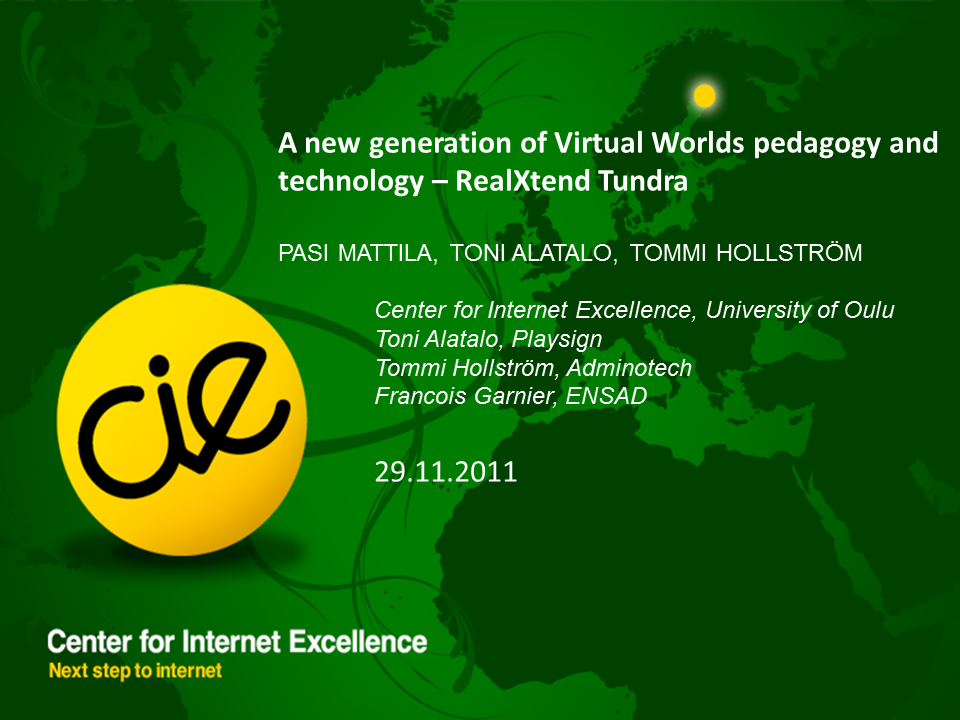 A new generation of Virtual Worlds pedagogy and
technology – RealXtend Tundra
PASI MATTILA, TONI ALATALO, TOMMI HOLLSTRÖM
Center for Internet Excellence, University of Oulu
Toni Alatalo, Playsign
Tommi Hollström, Adminotech
Francois Garnier, ENSAD
29.11.2011
cie
Center for Internet Excellence
Next step to internet